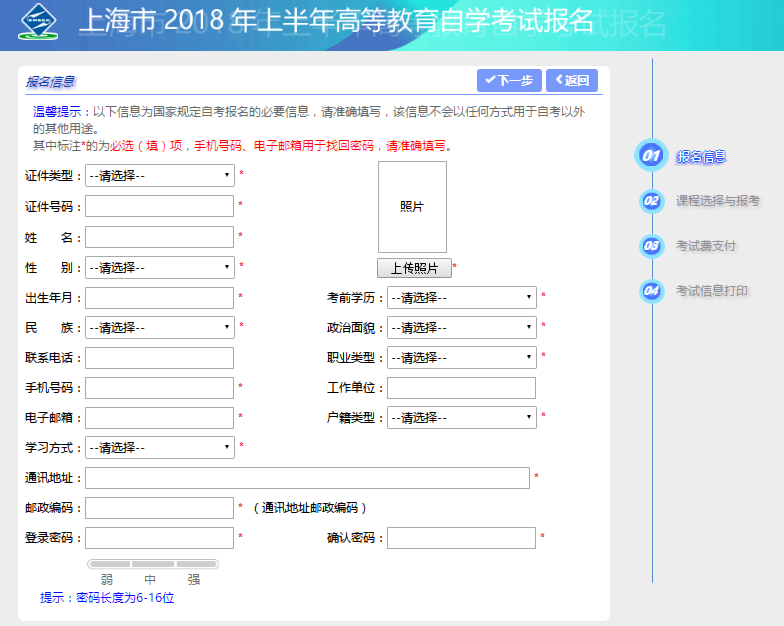 上海市 2018 年上半年高等教育自学考试报名
报名信息
下一步
返回
温馨提示：以下信息为国家规定自考报名的必要信息，请准确填写，该信息不会以任何方式用于自考以外
的其他用途。
其中标注*的为必选（填）项，手机号码、电子邮箱用于找回密码，请准确填写。
证件类型： --请选择-- *
照片
证件号码： *
姓 名： *
性 别： --请选择-- *
上传照片 *
出生年月： * 考前学历： --请选择-- *
民 族： --请选择-- * 政治面貌： --请选择-- *
联系电话： 职业类型： --请选择-- *
手机号码： * 工作单位：
电子邮箱： * 户籍类型： --请选择-- *
学习方式： --请选择-- *
通讯地址： *
邮政编码： * （通讯地址邮政编码）
登录密码： * 确认密码： *
弱 中 强
提示：密码长度为6-16位
01 报名信息
02 课程选择与报考
03 考试费支付
04 考试信息打印